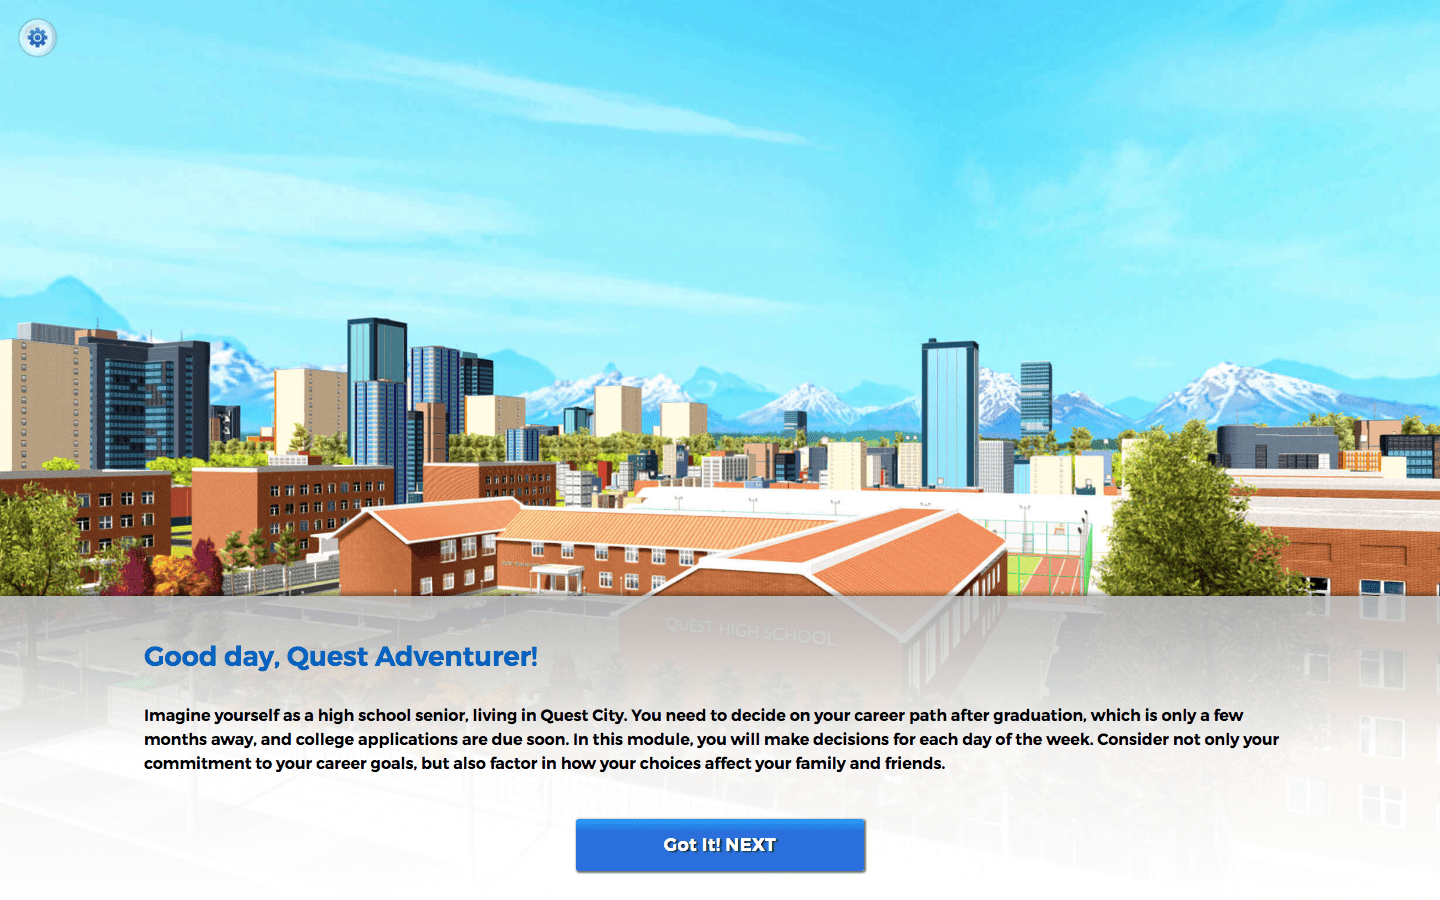 QUEST HIGH SCHOOL
Good day, Quest Adventurer!
Imagine yourself as a high school senior, living in Quest City. You need to decide on your career path after graduation, which is only a few
months away, and college applications are due soon. In this module, you will make decisions for each day of the week. Consider not only your
commitment to your career goals, but also factor in how your choices affect your family and friends.
Got It! NEXT